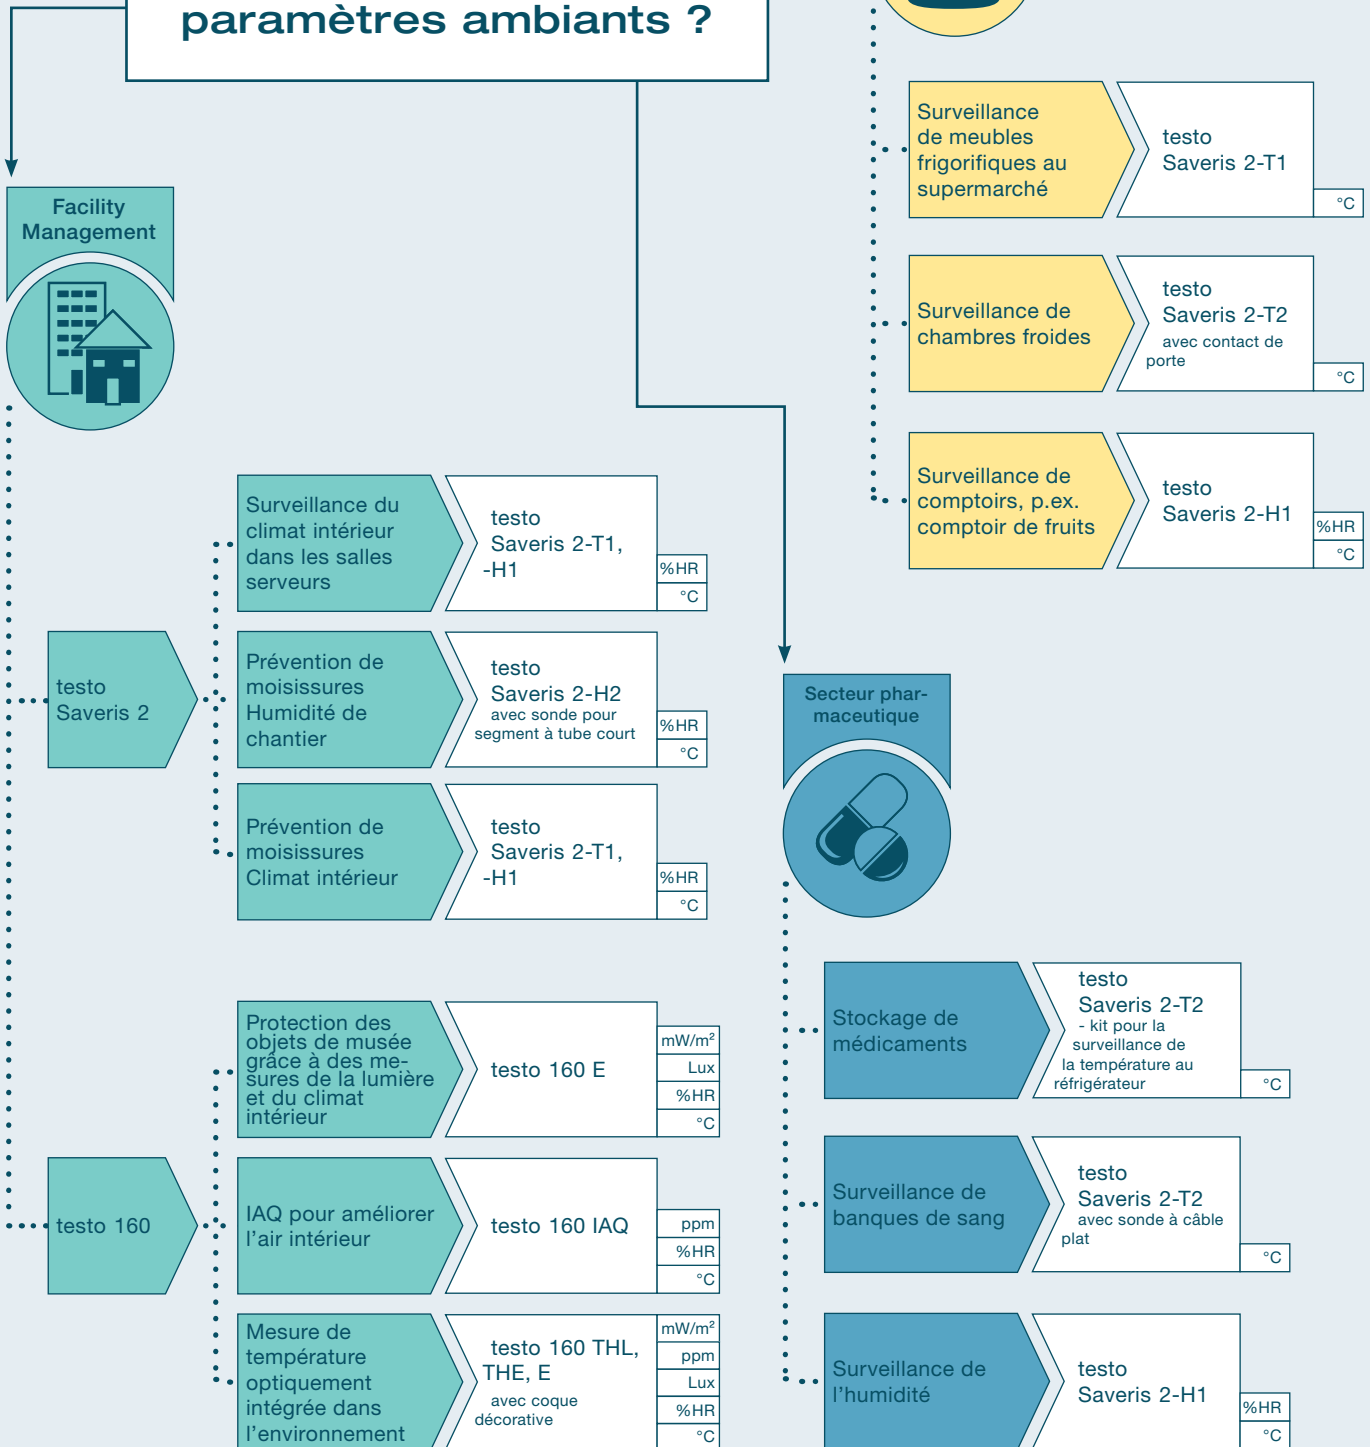 paramètres ambiants ?
Facility
Management
testo
Saveris 2
Surveillance du
climat intérieur
dans les salles
serveurs
testo
Saveris 2-T1,
-H1
%HR
°C
Prévention de
moisissures
Humidité de
chantier
testo
Saveris 2-H2
avec sonde pour
segment à tube court
%HR
°C
Prévention de
moisissures
Climat intérieur
testo
Saveris 2-T1,
-H1
%HR
°C
testo 160
Protection des
objets de musée
grâce à des me-
sures de la lumière
et du climat
intérieur
testo 160 E
mW/m²
Lux
%HR
°C
IAQ pour améliorer
l'air intérieur
testo 160 IAQ
ppm
%HR
°C
Mesure de
température
optiquement
intégrée dans
l'environnement
testo 160 THL,
THE, E
avec coque
décorative
mW/m²
ppm
Lux
%HR
°C
Surveillance
de meubles
frigorifiques au
supermarché
testo
Saveris 2-T1
°C
Surveillance de
chambres froides
testo
Saveris 2-T2
avec contact de
porte
°C
Surveillance de
comptoirs, p.ex.
comptoir de fruits
testo
Saveris 2-H1
%HR
°C
Secteur phar-
maceutique
Stockage de
médicaments
testo
Saveris 2-T2
- kit pour la
surveillance de
la température au
réfrigérateur
°C
Surveillance de
banques de sang
testo
Saveris 2-T2
avec sonde à câble
plat
°C
Surveillance de
l'humidité
testo
Saveris 2-H1
%HR
°C